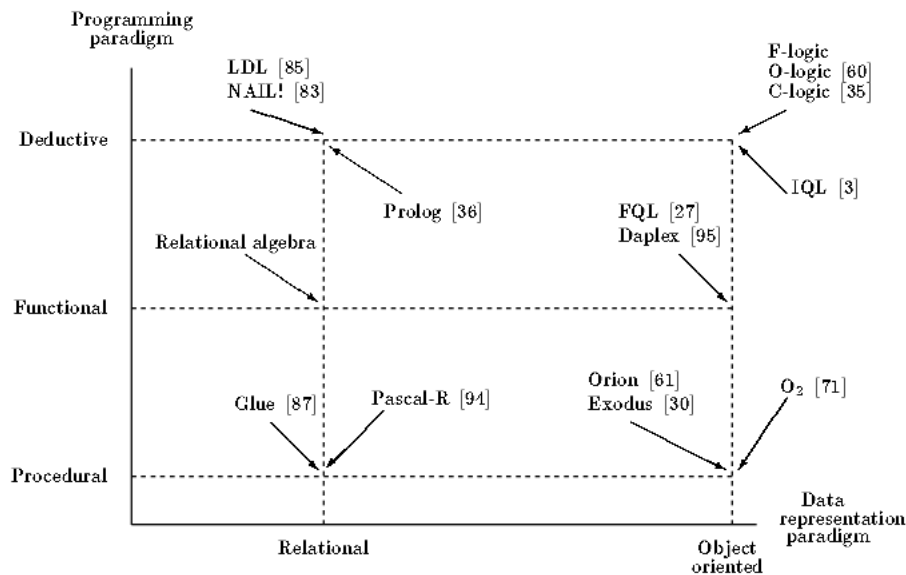 Programming
paradigm
LDL [85]
NAIL! [83]
F-logic
O-logic [60]
C-logic [35]
Deductive
IQL [3]
Prolog [36]
FQL [27]
Daplex [95]
Relational algebra
Functional
Orion [61]
Exodus [30]
O₂ [71]
Glue [87]
Pascal-R [94]
Procedural
Data
representation
paradigm
Relational
Object
oriented